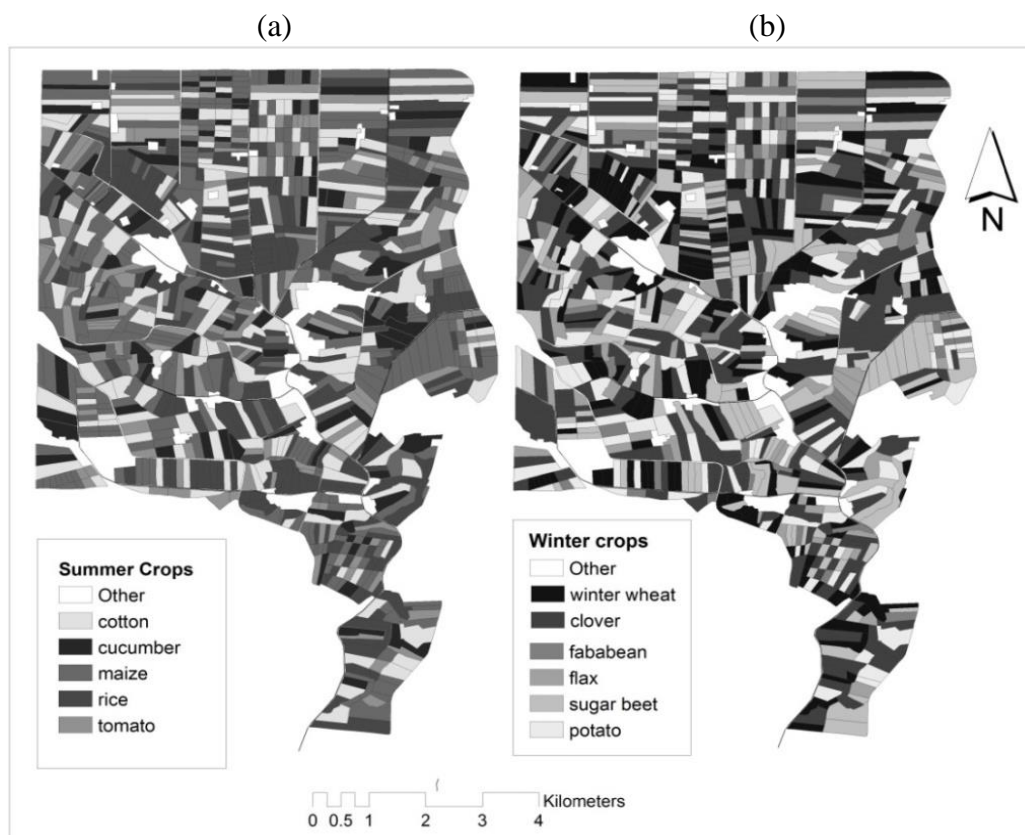 (a)
(b)
N
Summer Crops
Other
cotton
cucumber
maize
rice
tomato
Winter crops
Other
winter wheat
clover
fababean
flax
sugar beet
potato
Kilometers
0 0.5 1 2 3 4